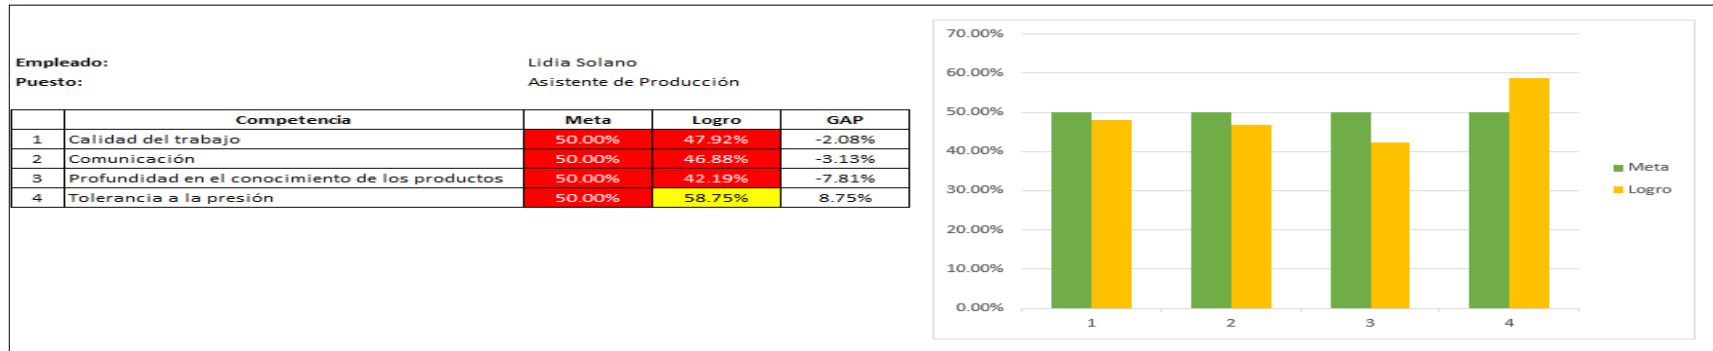 Empleado: Lidia Solano
Puesto: Asistente de Producción
Competencia Meta Logro GAP
1 Calidad del trabajo 50.00% 47.92% -2.08%
2 Comunicación 50.00% 46.88% -3.13%
3 Profundidad en el conocimiento de los productos 50.00% 42.19% -7.81%
4 Tolerancia a la presión 50.00% 58.75% 8.75%
70.00%
60.00%
50.00%
40.00%
30.00%
20.00%
10.00%
0.00%
1 2 3 4
Meta
Logro